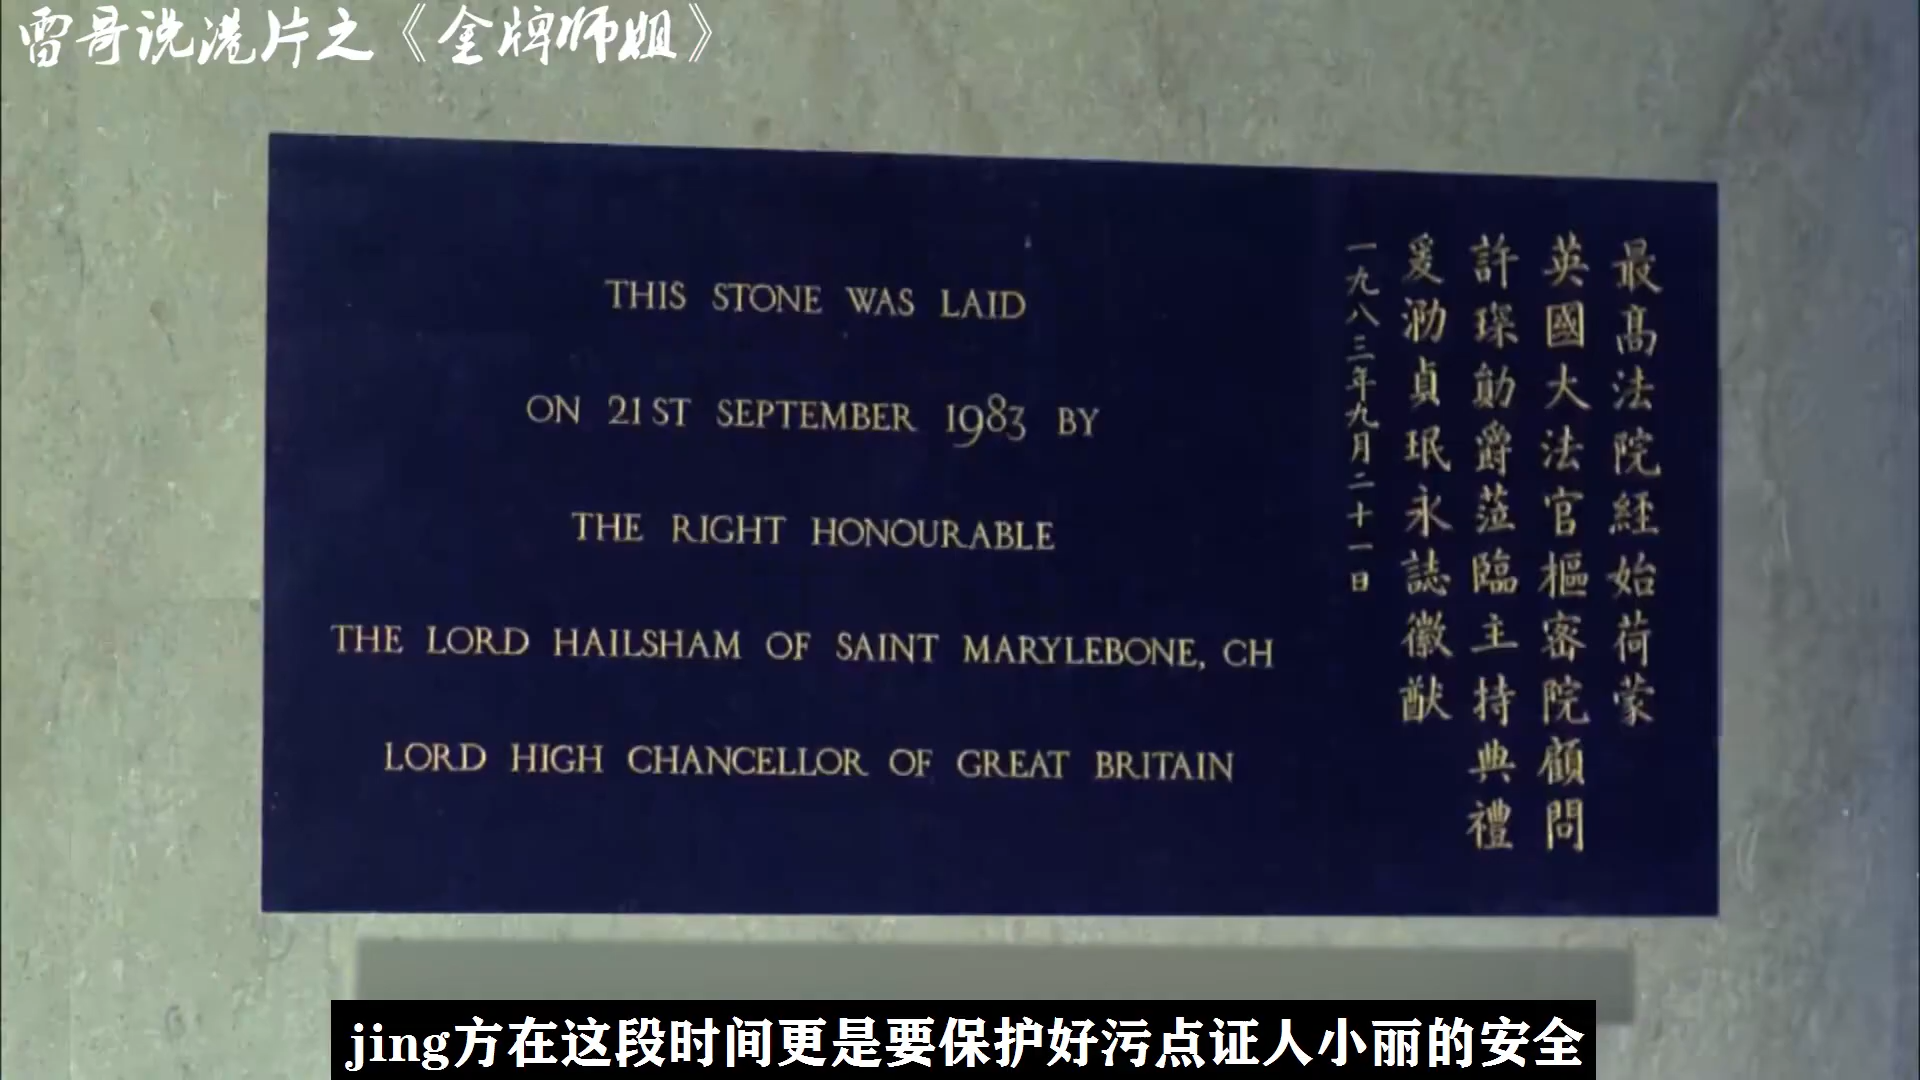 雷哥说港片之《金牌师姐》
THIS STONE WAS LAID
ON 21ST SEPTEMBER 1983 BY
THE RIGHT HONOURABLE
THE LORD HAILSHAM OF SAINT MARYLEBONE, CH
LORD HIGH CHANCELLOR OF GREAT BRITAIN
最高法院経始荷蒙
英國大法官樞密院顧問
許琛勛爵蒞臨主持典禮
爰泐貞珉永誌徽猷
一九八三年九月二十一日
jing方在这段时间更是要保护好污点证人小丽的安全